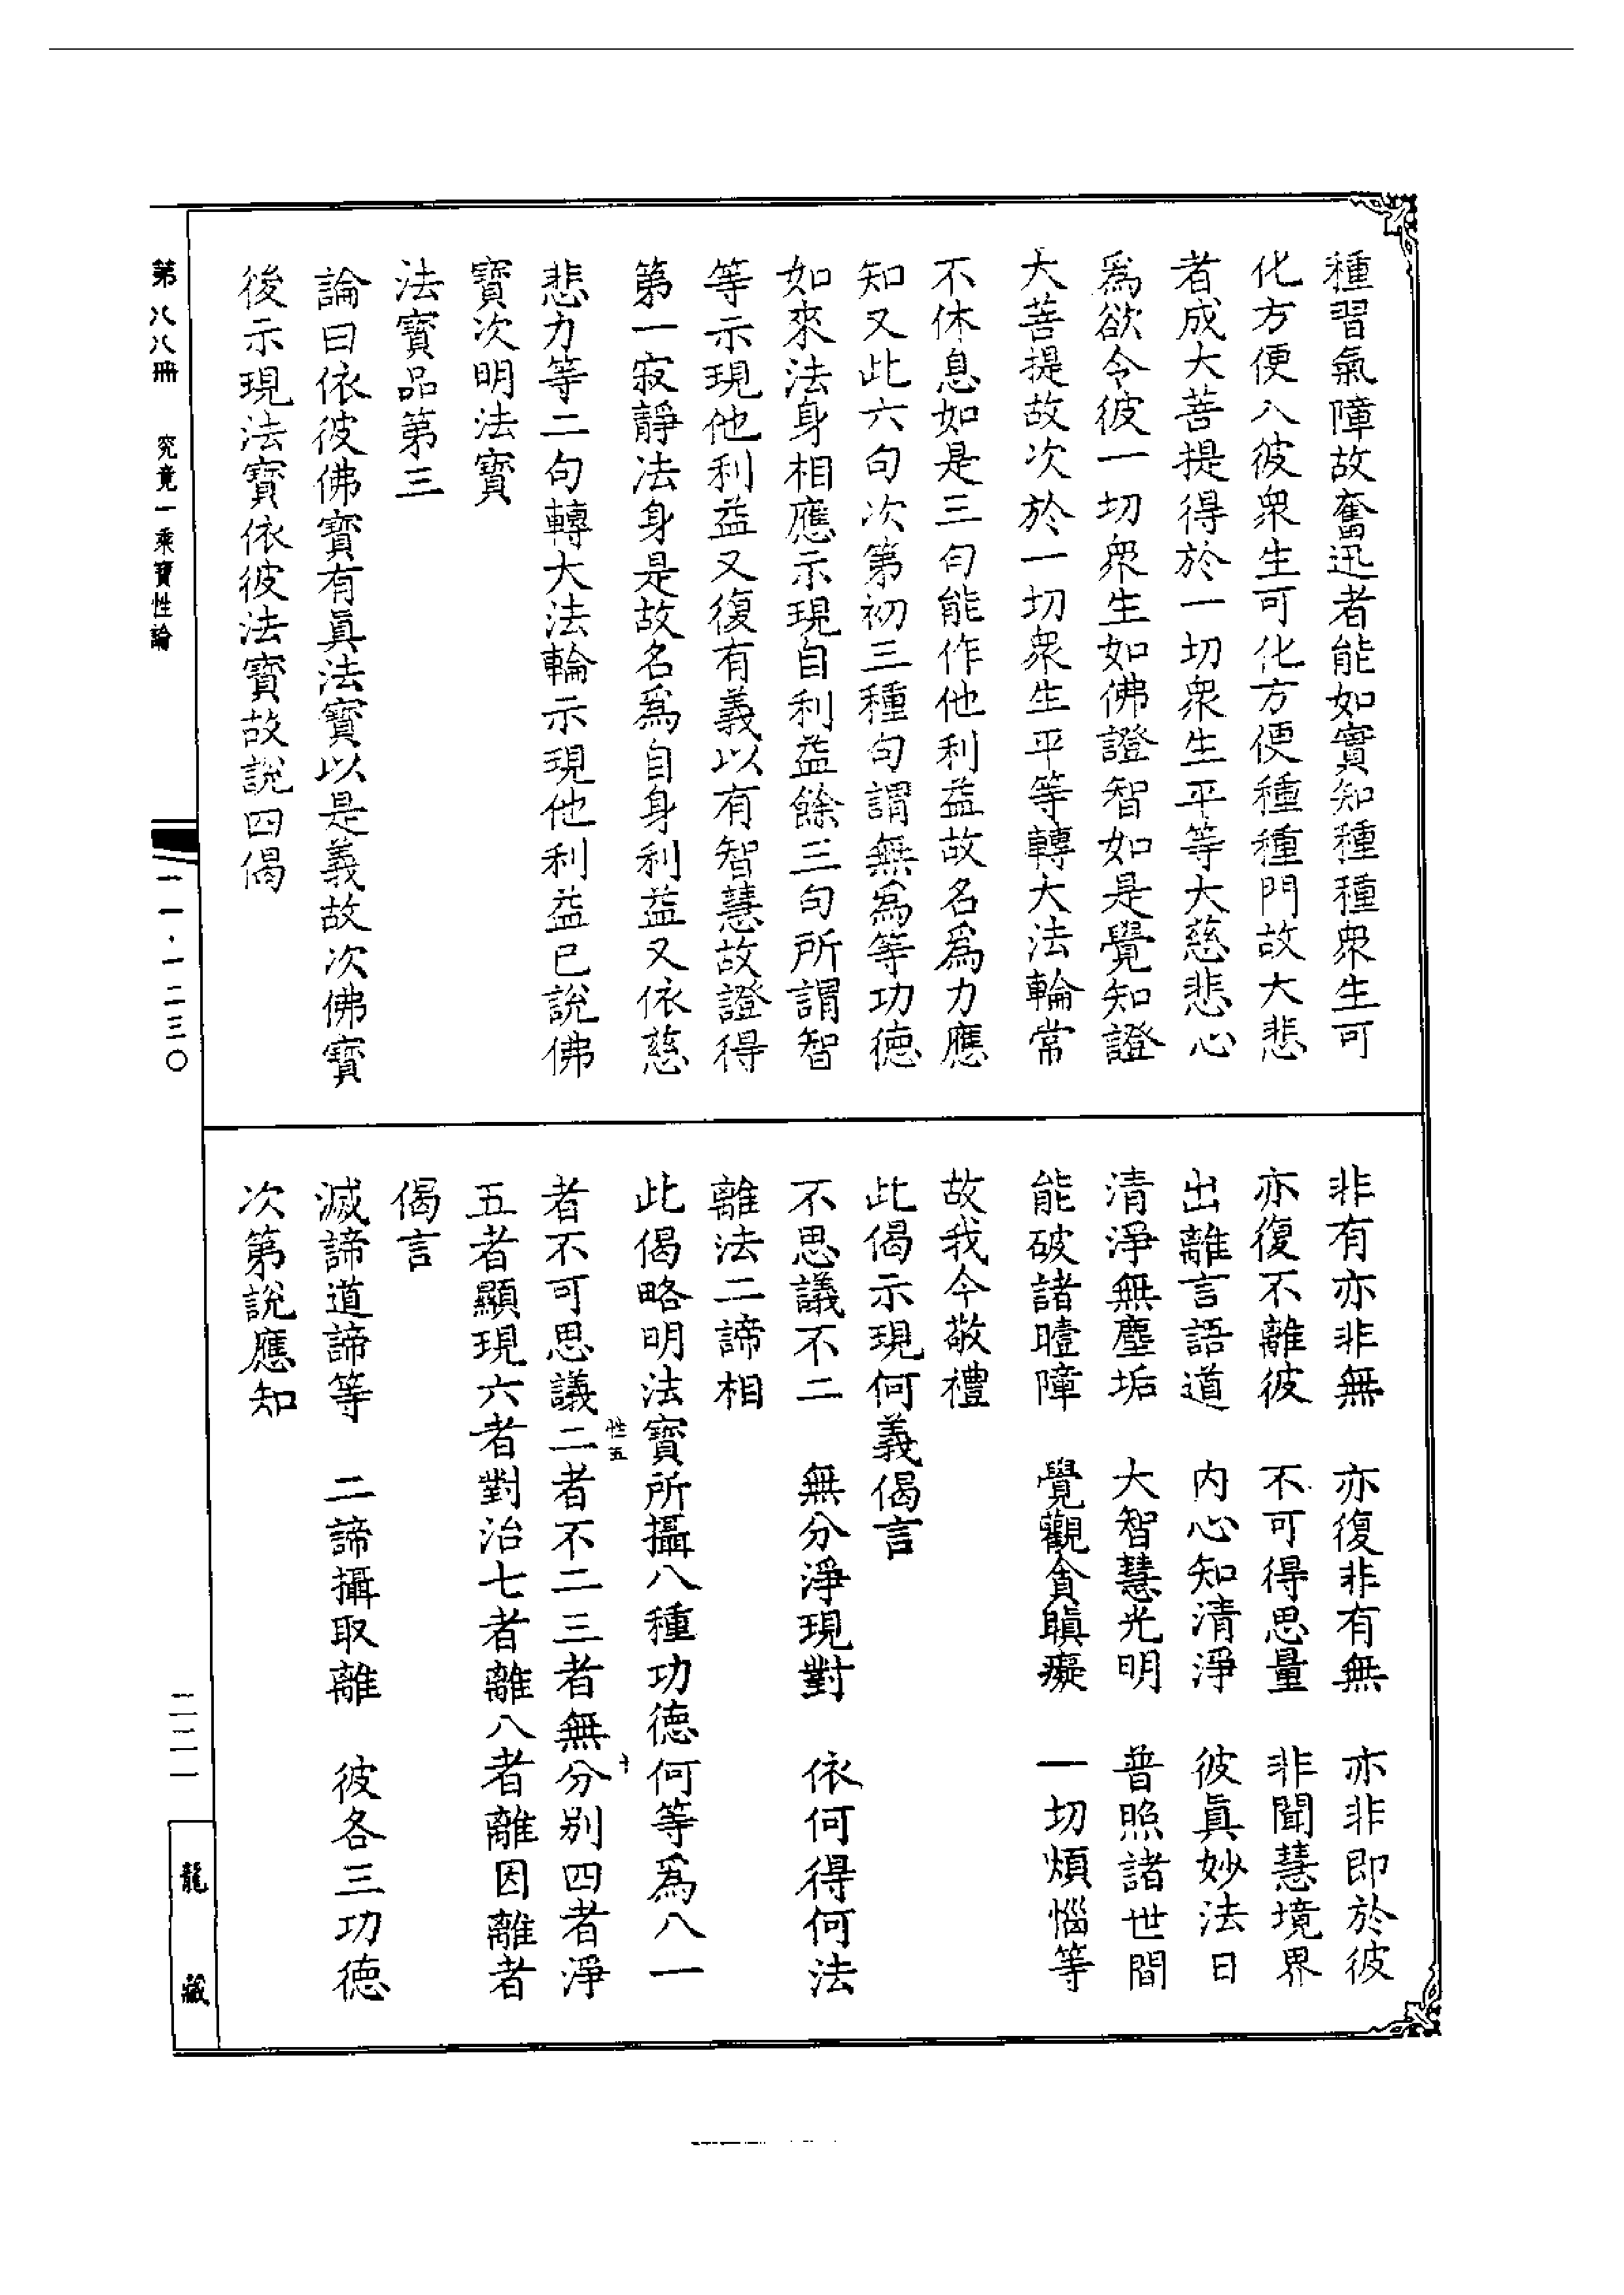 種習氣障故奮迅者能如實知種種衆生可
化方便入彼衆生可化方便種種門故大悲
者成大菩提得於一切衆生平等大慈悲心
爲欲令彼一切衆生如佛證智如是覺知證
大菩提故次於一切衆生平等轉大法輪常
不休息如是三句能作他利益故名爲力應
知又此六句次第初三種句謂無爲等功德
如來法身相應示現自利益餘三句所謂智
等示現他利益又復有義以有智慧故證得
第一寂靜法身是故名爲自身利益又依慈
悲力等二句轉大法輪示現他利益已說佛
寶次明法寶
法寶品第三
論曰依彼佛寶有眞法寶以是義故次佛寶
後示現法寶依彼法寶故說四偈
非有亦非無　亦復非有無　亦非即於彼
亦復不離彼　不可得思量　非聞慧境界
出離言語道　内心知清淨　彼眞妙法日
清淨無塵垢　大智慧光明　普照諸世間
能破諸曀障　覺觀貪瞋癡　一切煩惱等
故我今敬禮
此偈示現何義偈言
不思議不二　無分淨現對　依何得何法
離法二諦相
此偈略明法寶所攝八種功德何等爲八一
性五
十
者不可思議二者不二三者無分別四者淨
五者顯現六者對治七者離八者離因離者
偈言
滅諦道諦等　二諦攝取離　彼各三功德
次第說應知
第八八冊　究竟一乘寶性論
一一·一二三〇
二二一
龍藏